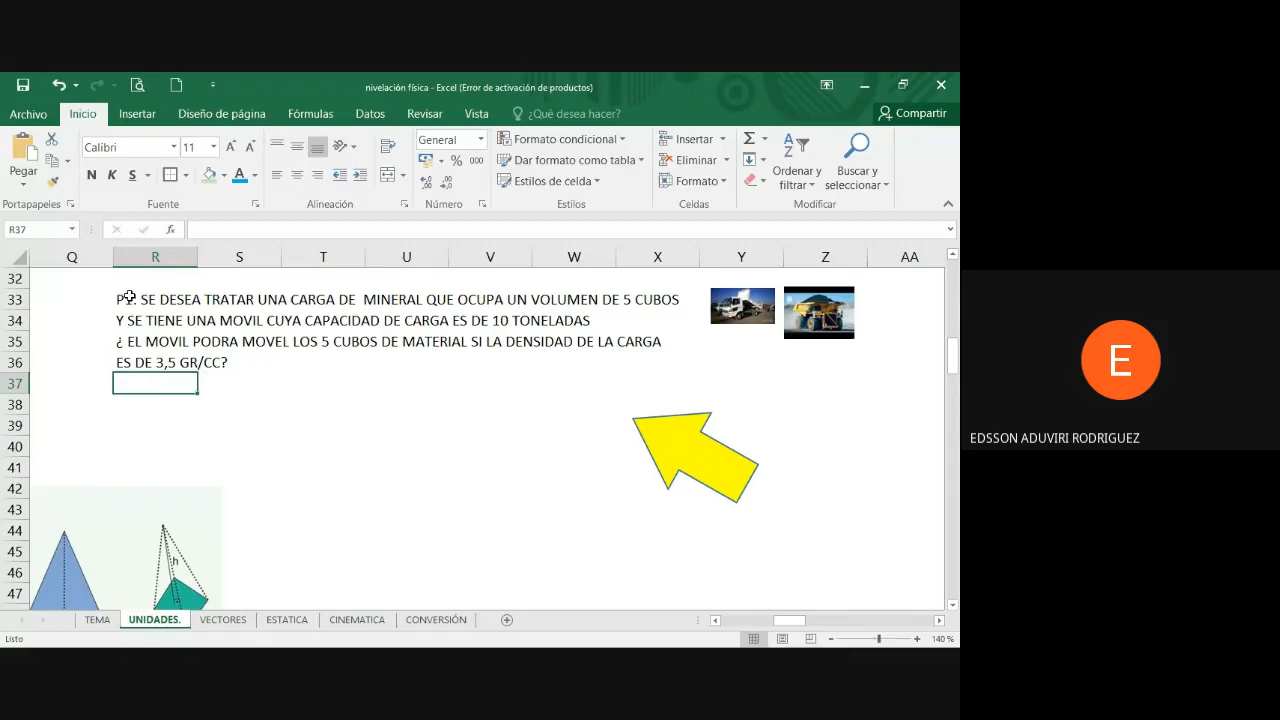 nivelación física - Excel (Error de activación de productos)
Archivo Inicio Insertar Diseño de página Fórmulas Datos Revisar Vista ¿Qué desea hacer? Compartir
Pegar
Calibri 11
N K S
General
% 000
Formato condicional
Dar formato como tabla
Estilos de celda
Insertar
Eliminar
Formato
Ordenar y filtrar
Buscar y seleccionar
Portapapeles Fuente Alineación Número Estilos Celdas Modificar
R37 fx
Q R S T U V W X Y Z AA
32
33 SE DESEA TRATAR UNA CARGA DE MINERAL QUE OCUPA UN VOLUMEN DE 5 CUBOS
34 Y SE TIENE UNA MOVIL CUYA CAPACIDAD DE CARGA ES DE 10 TONELADAS
35 ¿ EL MOVIL PODRA MOVEL LOS 5 CUBOS DE MATERIAL SI LA DENSIDAD DE LA CARGA
36 ES DE 3,5 GR/CC?
37
38
39
40
41
42
43
44
45 h
46
47
E
EDSSON ADUVIRI RODRIGUEZ
TEMA UNIDADES. VECTORES ESTATICA CINEMATICA CONVERSIÓN
Listo 140 %